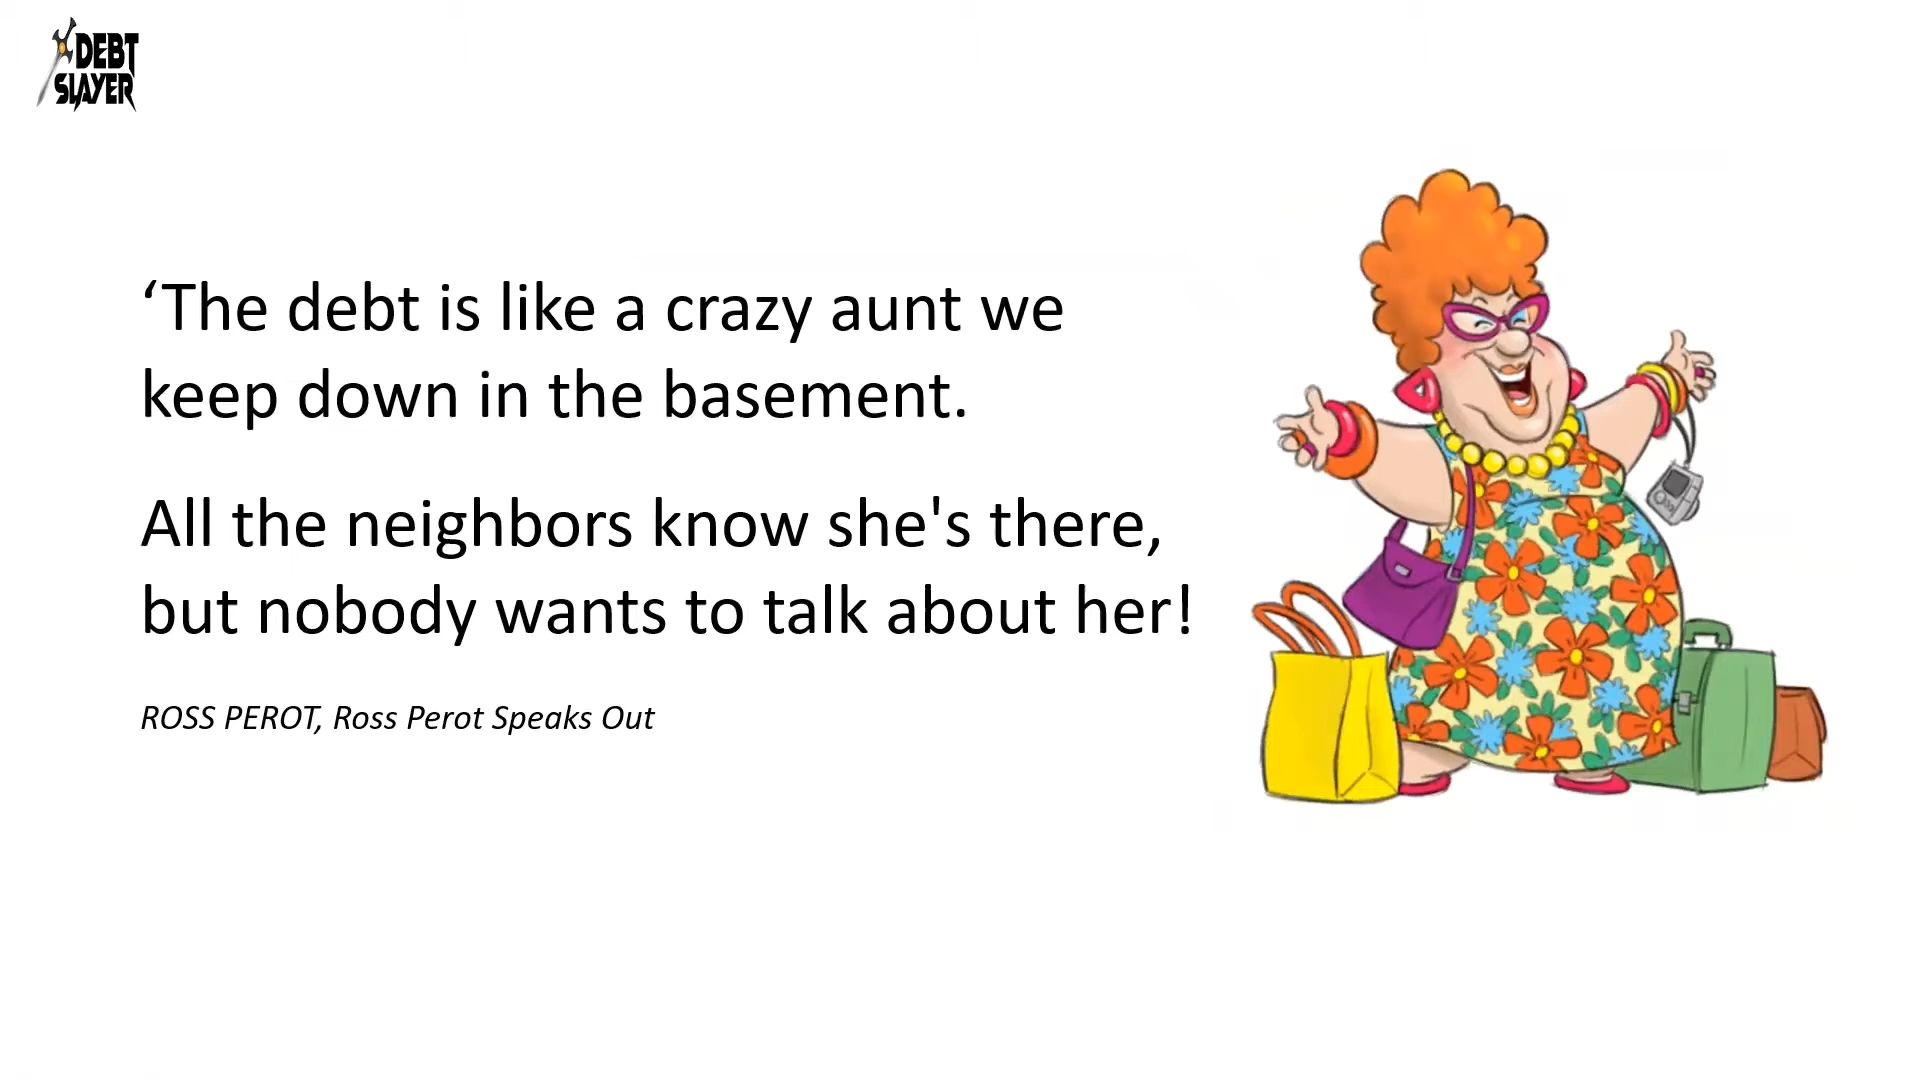 DEBT
SLAYER
‘The debt is like a crazy aunt we
keep down in the basement.
All the neighbors know she's there,
but nobody wants to talk about her!
ROSS PEROT, Ross Perot Speaks Out